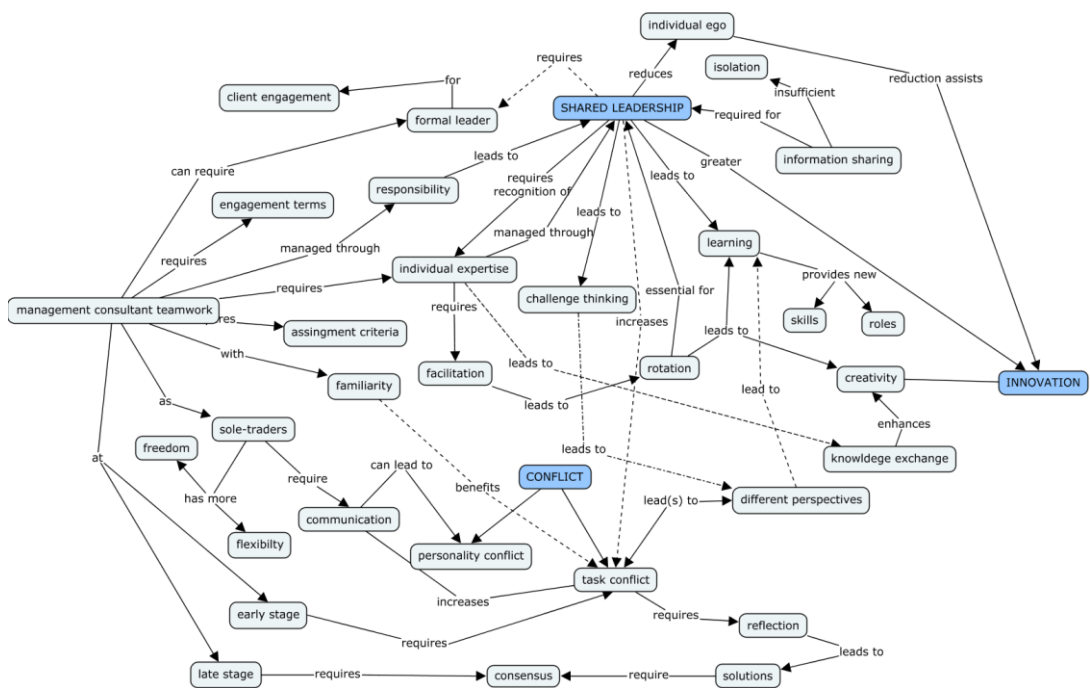 individual ego
requires
isolation
reduction assists
for
reduces
client engagement
insufficient
SHARED LEADERSHIP
formal leader
required for
leads to
greater
information sharing
can require
requires
recognition of
leads to
responsibility
engagement terms
leads to
managed through
learning
managed through
individual expertise
provides new
requires
requires
challenge thinking
essential for
skills
roles
management consultant teamwork
increases
assingment criteria
leads to
with
leads to
facilitation
rotation
creativity
INNOVATION
familiarity
leads to
lead to
as
enhances
sole-traders
freedom
can lead to
leads to
knowldege exchange
at
require
CONFLICT
benefits
has more
lead(s) to
different perspectives
communication
flexibilty
personality conflict
task conflict
increases
early stage
requires
requires
reflection
leads to
late stage
requires
consensus
require
solutions